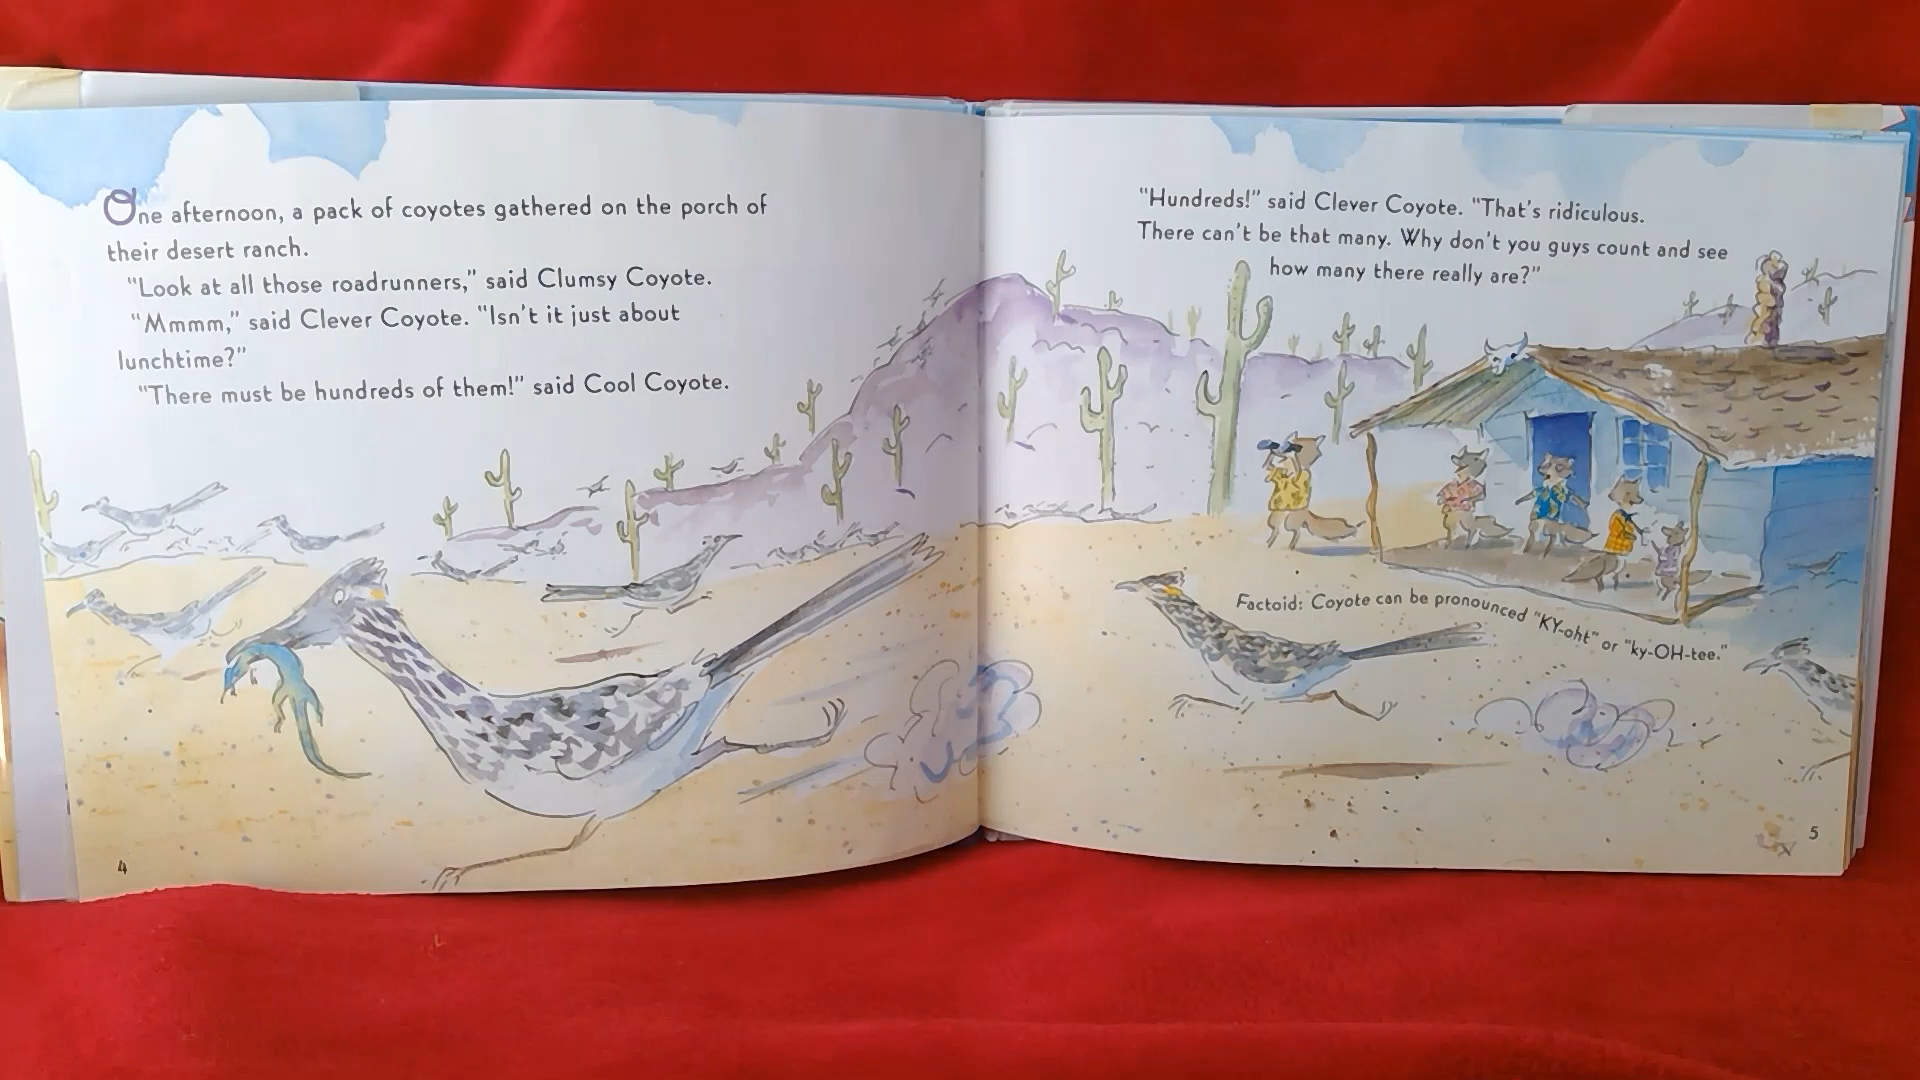 One afternoon, a pack of coyotes gathered on the porch of
their desert ranch.
"Look at all those roadrunners," said Clumsy Coyote.
"Mmmm," said Clever Coyote. "Isn't it just about
lunchtime?"
"There must be hundreds of them!" said Cool Coyote.
4
"Hundreds!" said Clever Coyote. "That's ridiculous.
There can't be that many. Why don't you guys count and see
how many there really are?"
Factoid: Coyote can be pronounced "KY-oht" or "ky-OH-tee."
5